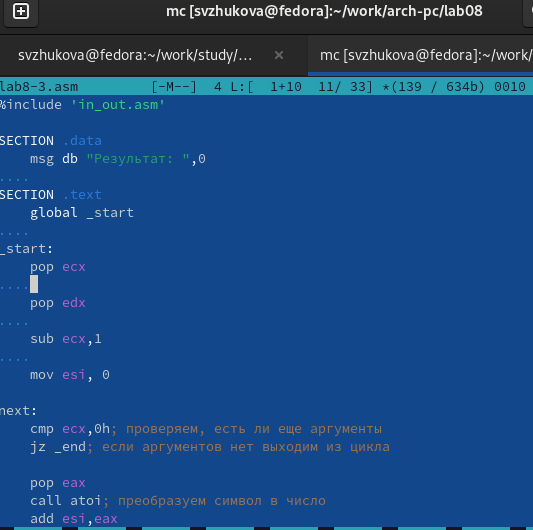 mc [svzhukova@fedora]:~/work/arch-pc/lab08
svzhukova@fedora:~/work/study/... × mc [svzhukova@fedora]:~/work/
lab8-3.asm [-M--] 4 L:[ 1+10 11/ 33] *(139 / 634b) 0010
%include 'in_out.asm'
SECTION .data
msg db "Результат: ",0
....
SECTION .text
global _start
....
_start:
pop ecx
....
pop edx
....
sub ecx,1
....
mov esi, 0
next:
cmp ecx,0h; проверяем, есть ли еще аргументы
jz _end; если аргументов нет выходим из цикла
pop eax
call atoi; преобразуем символ в число
add esi,eax